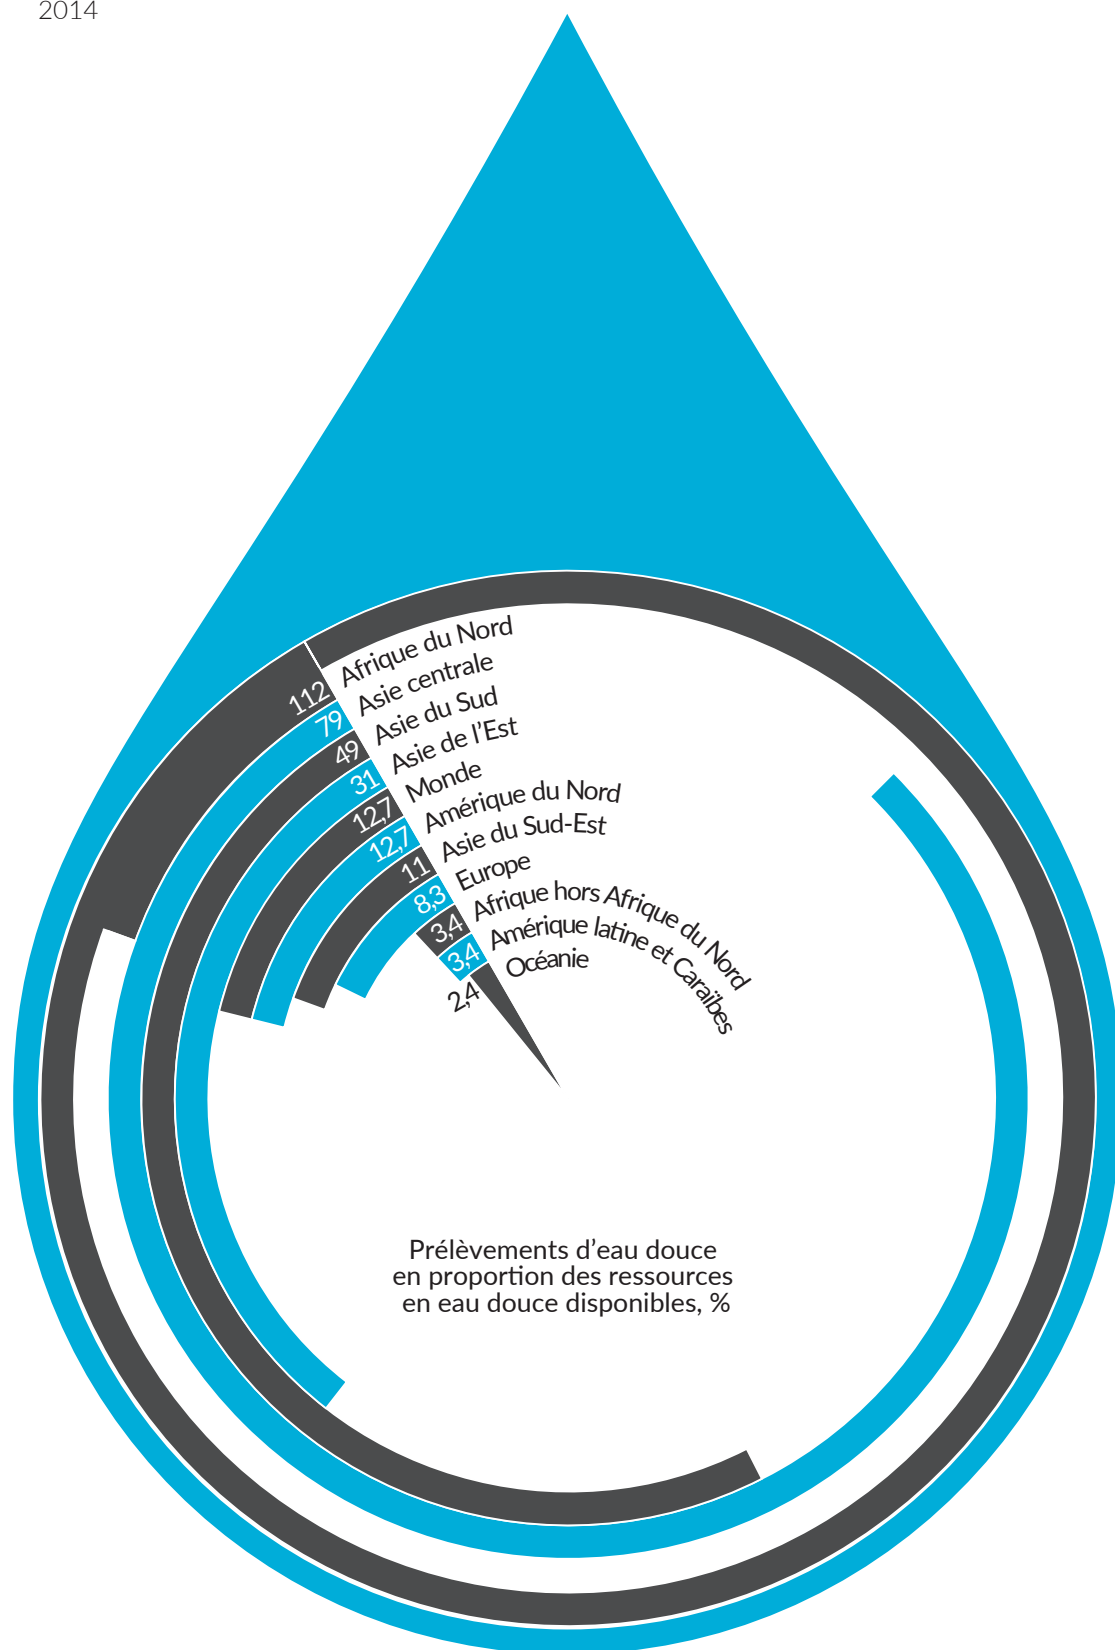 2014
112 Afrique du Nord
79 Asie centrale
49 Asie du Sud
31 Asie de l’Est
12,7 Monde
12,7 Amérique du Nord
11 Asie du Sud-Est
8,3 Europe
3,4 Afrique hors Afrique du Nord
3,4 Amérique latine et Caraïbes
2,4 Océanie
Prélèvements d’eau douce
en proportion des ressources
en eau douce disponibles, %